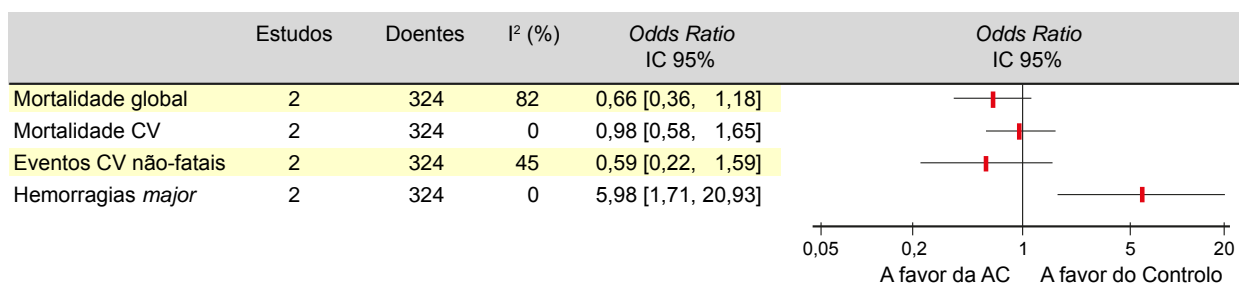 Estudos Doentes I² (%) Odds Ratio Odds Ratio
IC 95% IC 95%
Mortalidade global 2 324 82 0,66 [0,36, 1,18]
Mortalidade CV 2 324 0 0,98 [0,58, 1,65]
Eventos CV não-fatais 2 324 45 0,59 [0,22, 1,59]
Hemorragias major 2 324 0 5,98 [1,71, 20,93]
0,05 0,2 1 5 20
A favor da AC A favor do Controlo